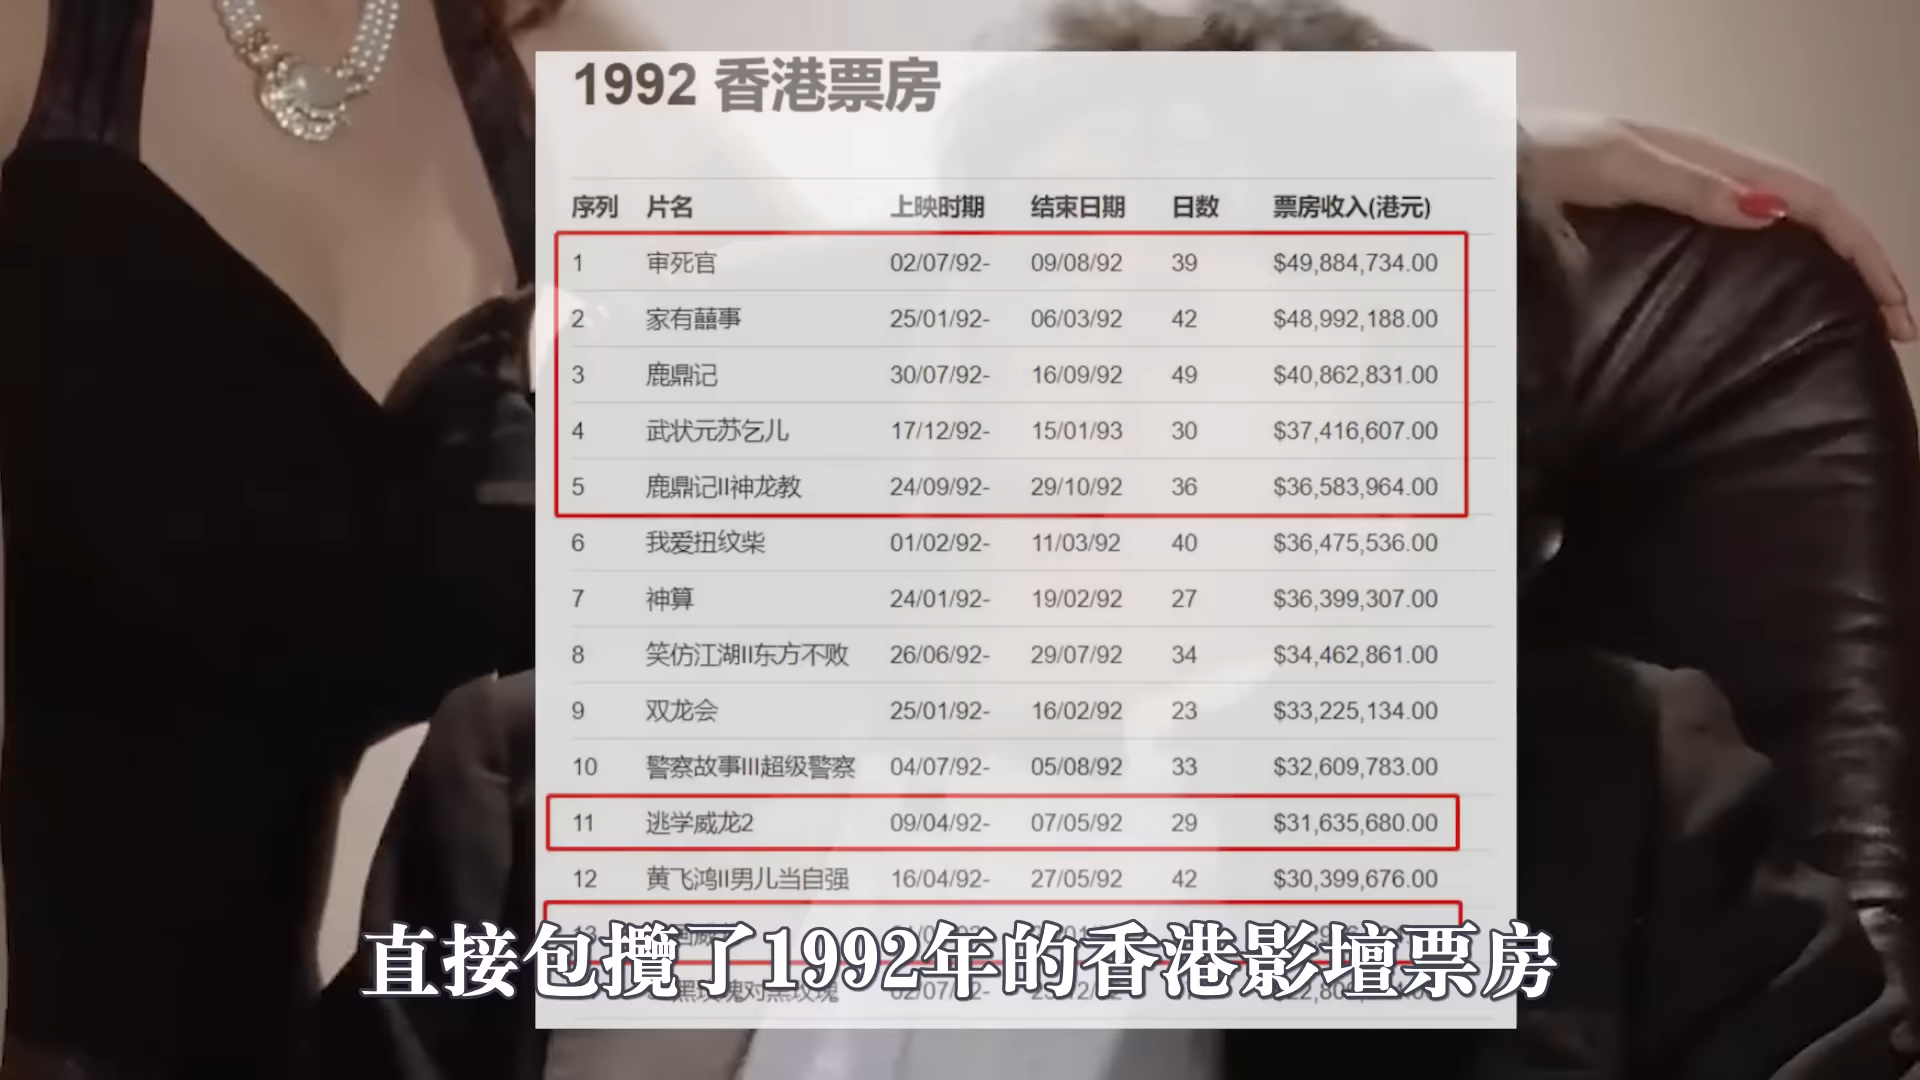 1992 香港票房
序列 片名 上映时期 结束日期 日数 票房收入(港元)
1 审死官 02/07/92- 09/08/92 39 $49,884,734.00
2 家有囍事 25/01/92- 06/03/92 42 $48,992,188.00
3 鹿鼎记 30/07/92- 16/09/92 49 $40,862,831.00
4 武状元苏乞儿 17/12/92- 15/01/93 30 $37,416,607.00
5 鹿鼎记II神龙教 24/09/92- 29/10/92 36 $36,583,964.00
6 我爱扭纹柴 01/02/92- 11/03/92 40 $36,475,536.00
7 神算 24/01/92- 19/02/92 27 $36,399,307.00
8 笑仿江湖II东方不败 26/06/92- 29/07/92 34 $34,462,861.00
9 双龙会 25/01/92- 16/02/92 23 $33,225,134.00
10 警察故事III超级警察 04/07/92- 05/08/92 33 $32,609,783.00
11 逃学威龙2 09/04/92- 07/05/92 29 $31,635,680.00
12 黄飞鸿II男儿当自强 16/04/92- 27/05/92 42 $30,399,676.00
直接包攬了1992年的香港影壇票房